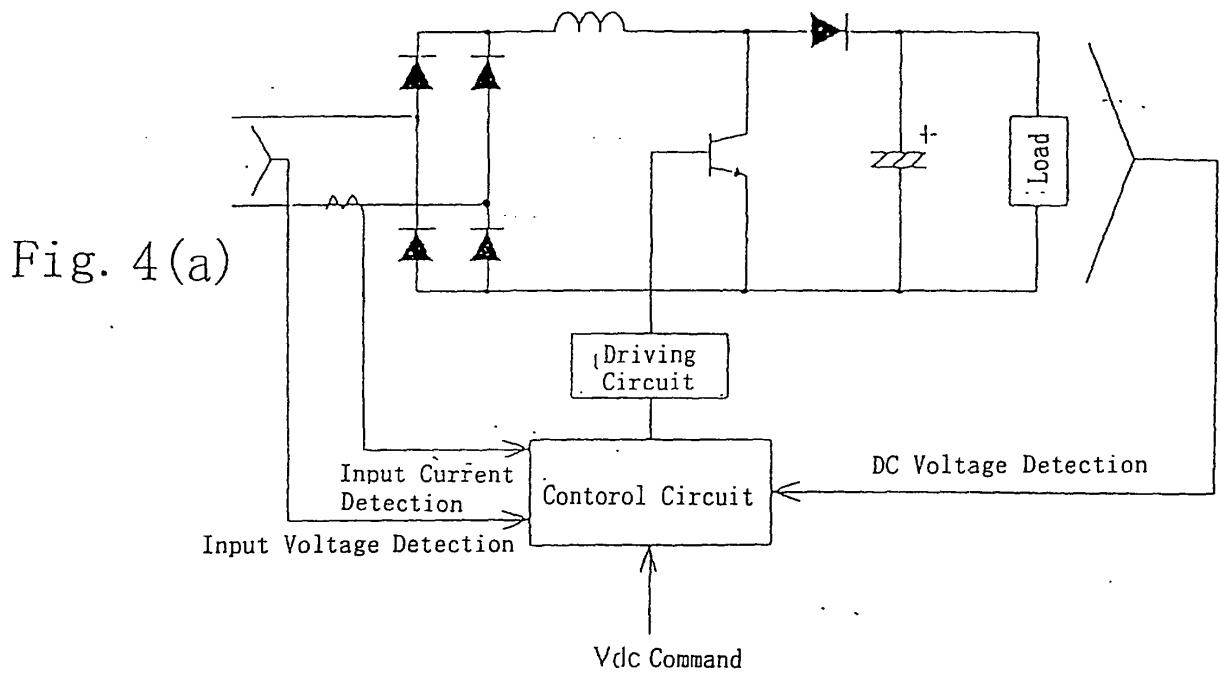 +
Load
Fig. 4(a)
Driving
Circuit
Input Current
Detection
Contorol Circuit
DC Voltage Detection
Input Voltage Detection
Vdc Command